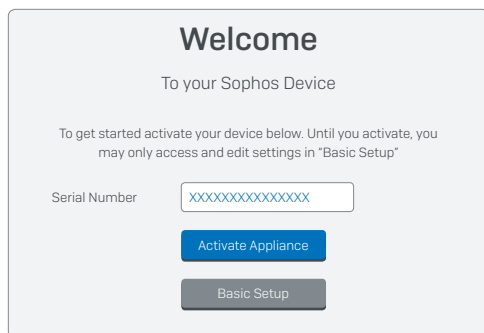 Welcome
To your Sophos Device
To get started activate your device below. Until you activate, you
may only access and edit settings in “Basic Setup”
Serial Number XXXXXXXXXXXXXXX
Activate Appliance
Basic Setup